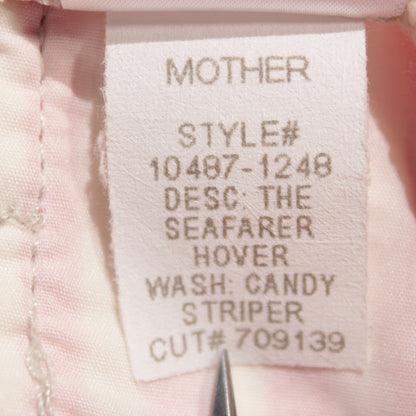 MOTHER
STYLE#
10487-1248
DESC: THE
SEAFARER
HOVER
WASH: CANDY
STRIPER
CUT# 709139